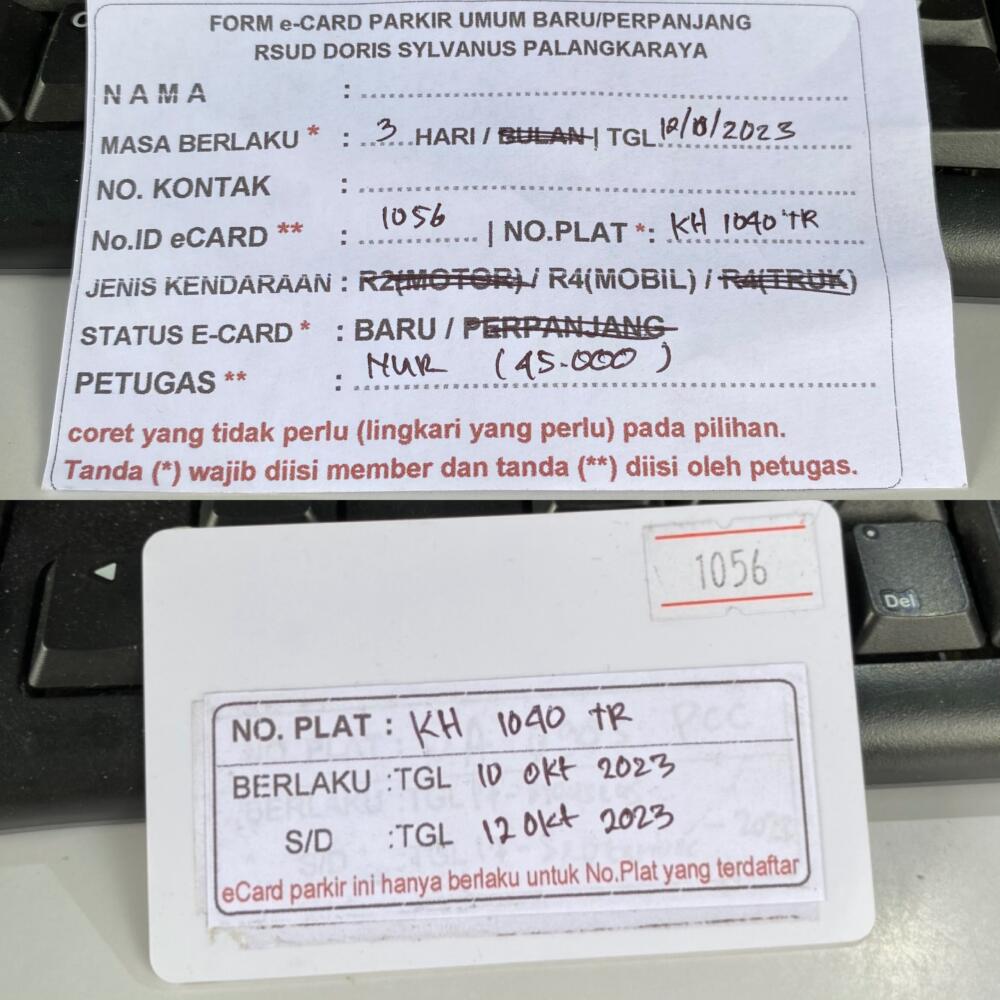 FORM e-CARD PARKIR UMUM BARU/PERPANJANG
RSUD DORIS SYLVANUS PALANGKARAYA
N A M A :
MASA BERLAKU * : 3 HARI / BULAN | TGL 12/10/2023
NO. KONTAK :
No.ID eCARD ** : 1056 | NO.PLAT *: KH 1040 TR
JENIS KENDARAAN : R2(MOTOR) / R4(MOBIL) / R4(TRUK)
STATUS E-CARD * : BARU / PERPANJANG
PETUGAS ** : NUR (45.000)
coret yang tidak perlu (lingkari yang perlu) pada pilihan.
Tanda (*) wajib diisi member dan tanda (**) diisi oleh petugas.
1056
Del
NO. PLAT : KH 1040 TR
BERLAKU :TGL 10 Okt 2023
S/D :TGL 12 Okt 2023
eCard parkir ini hanya berlaku untuk No.Plat yang terdaftar